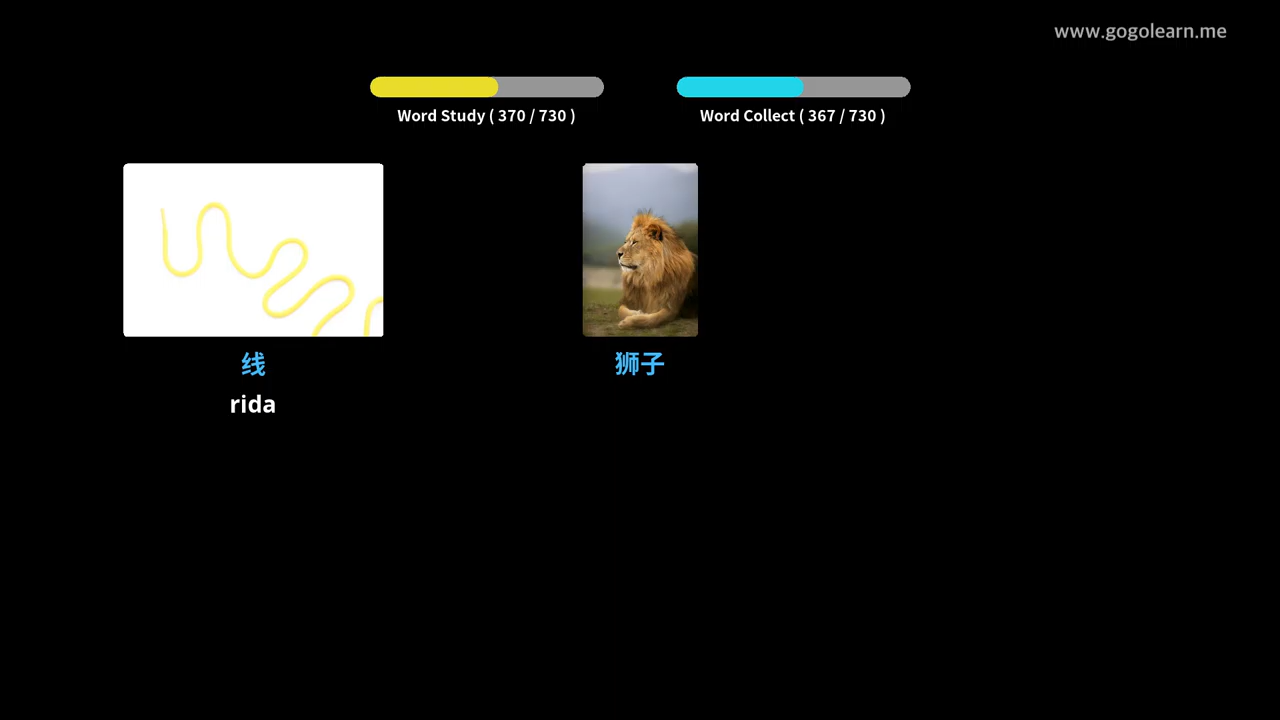 www.gogolearn.me
Word Study ( 370 / 730 )
Word Collect ( 367 / 730 )
线
rida
狮子